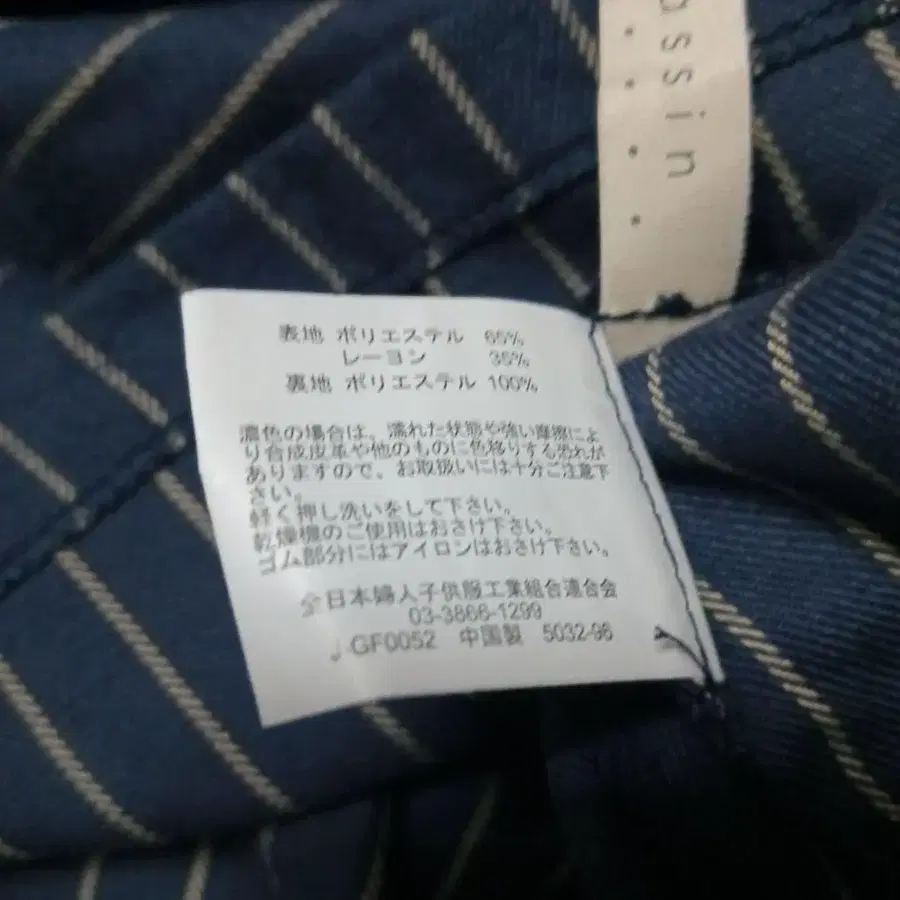 ssin
表地 ポリエステル 65%
レーヨン 35%
裏地 ポリエステル 100%
濃色の場合は、濡れた状態や強い摩擦によ
り合成皮革や他のものに色移りする恐れが
ありますので、お取扱いには十分ご注意下
さい。
軽く押し洗いをして下さい。
乾燥機のご使用はおさけ下さい。
ゴム部分にはアイロンはおさけ下さい。
全日本婦人子供服工業組合連合会
03-3866-1299
GF0052 中国製 5032-96